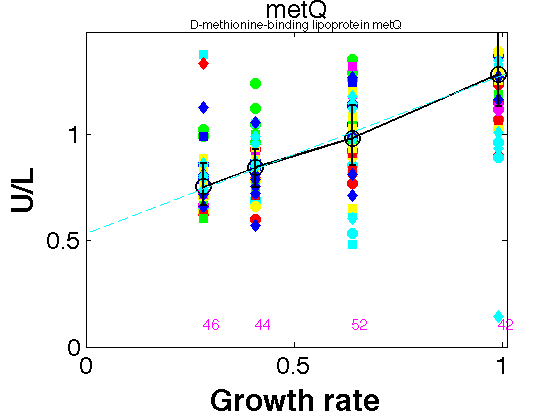 metQ
D-methionine-binding lipoprotein metQ
U/L
1
0.5
0
46 44 52 42
0 0.5 1
Growth rate